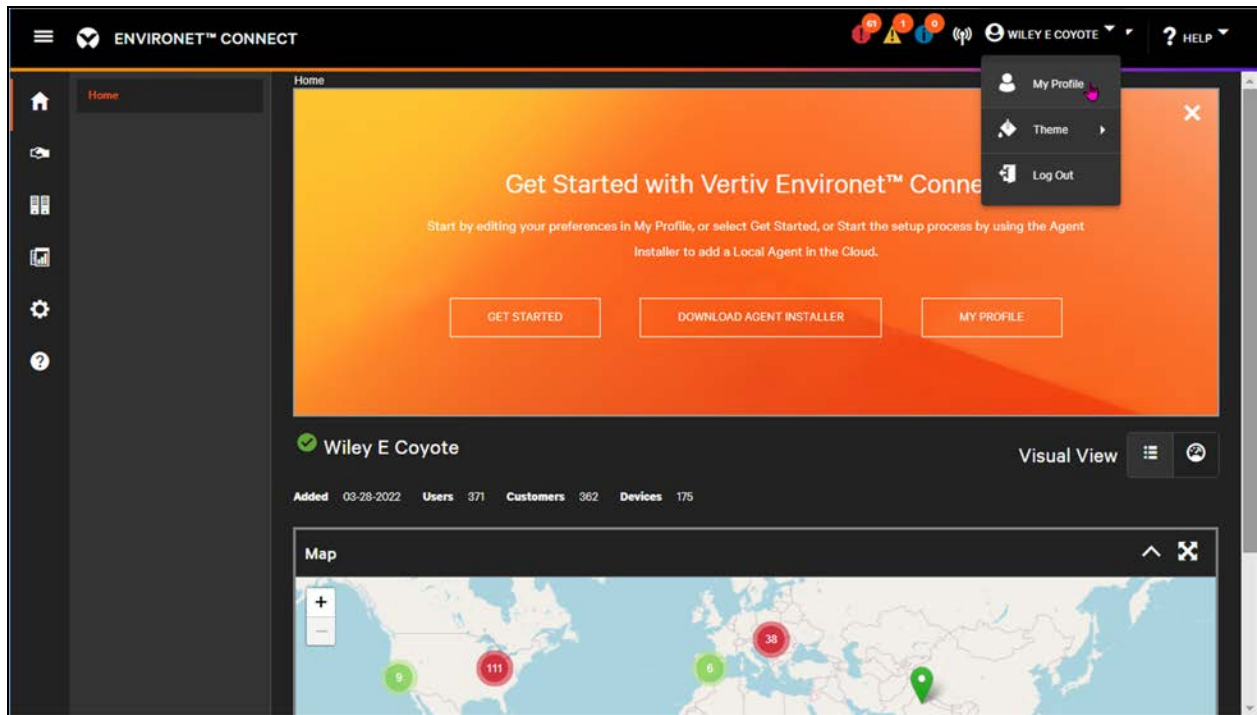 ENVIRONET™ CONNECT
61
1
0
WILEY E COYOTE
? HELP
My Profile
Theme
Log Out
Home
Home
Get Started with Vertiv Environet™ Conne
Start by editing your preferences in My Profile, or select Get Started, or Start the setup process by using the Agent
Installer to add a Local Agent in the Cloud.
GET STARTED
DOWNLOAD AGENT INSTALLER
MY PROFILE
Wiley E Coyote
Visual View
Added 03-28-2022 Users 371 Customers 362 Devices 175
Map
+
−
38
111
9
6